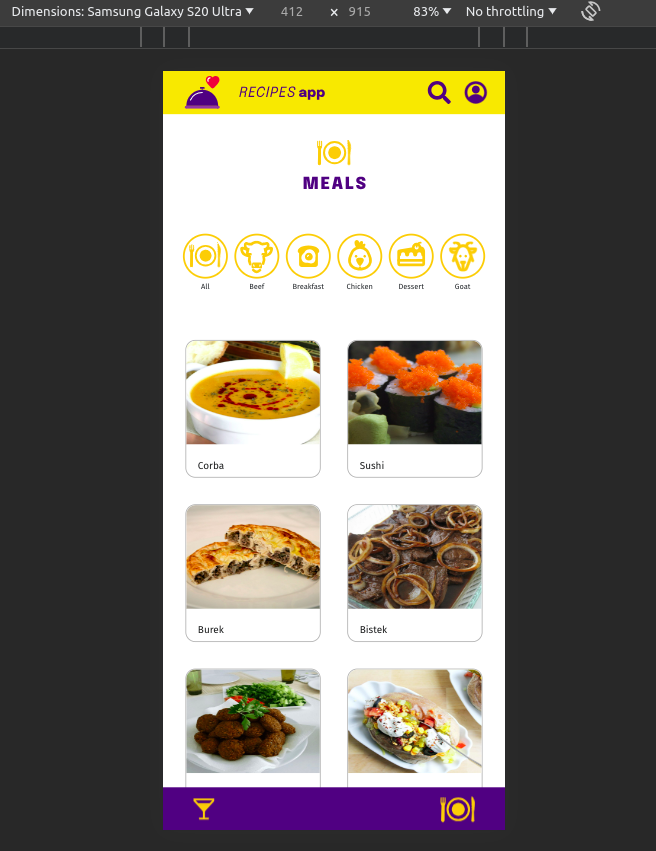 Dimensions: Samsung Galaxy S20 Ultra 412 × 915 83% No throttling
RECIPES app
MEALS
All Beef Breakfast Chicken Dessert Goat
Corba Sushi
Burek Bistek